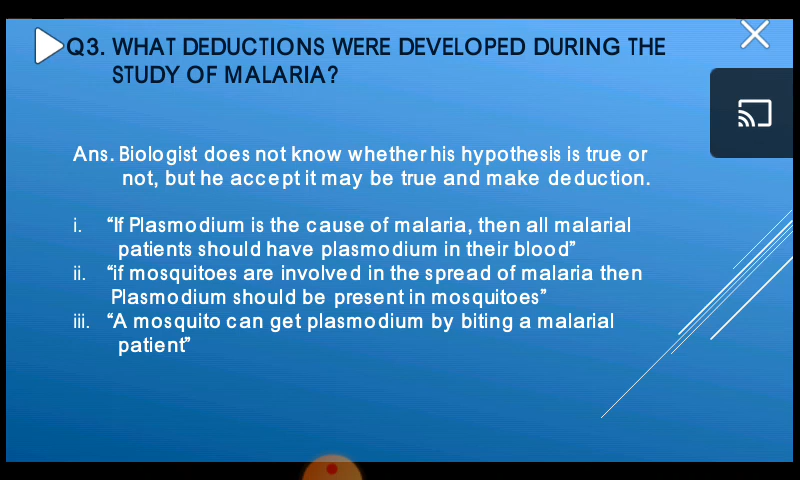 Q3. WHAT DEDUCTIONS WERE DEVELOPED DURING THE
STUDY OF MALARIA?
Ans. Biologist does not know whether his hypothesis is true or
not, but he accept it may be true and make deduction.
i. “If Plasmodium is the cause of malaria, then all malarial
patients should have plasmodium in their blood”
ii. “if mosquitoes are involved in the spread of malaria then
Plasmodium should be present in mosquitoes”
iii. “A mosquito can get plasmodium by biting a malarial
patient”